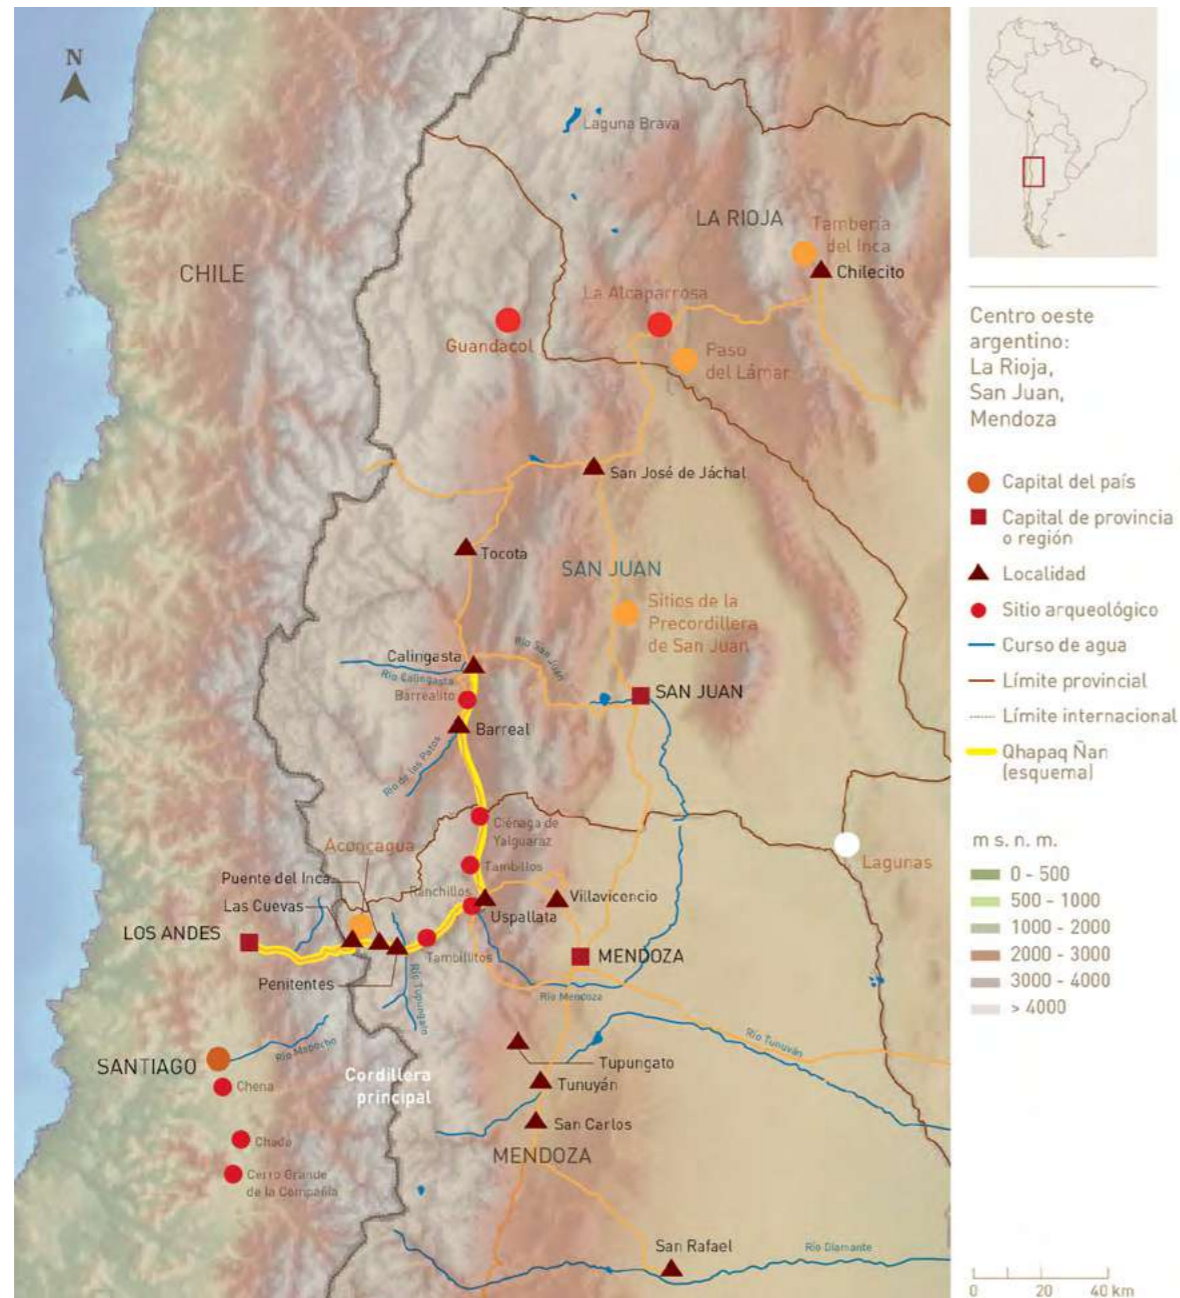 N
Laguna Brava
LA RIOJA
Tambería
del Inca
Chilecito
CHILE
La Alcaparrosa
Guandacol
Paso
del Lámar
San José de Jáchal
Tocota
SAN JUAN
Sitios de la
Precordillera
de San Juan
Río San Juan
Calingasta
Río Calingasta
Barrealito
SAN JUAN
Barreal
Río de los Patos
Ciénaga de
Yalguaraz
Aconcagua
Lagunas
Tambillos
Puente del Inca
Ranchillos
Villavicencio
Las Cuevas
Uspallata
LOS ANDES
Tambillitos
MENDOZA
Penitentes
Río Tupungato
Río Mendoza
Río Mapocho
Río Tunuyán
SANTIAGO
Tupungato
Cordillera
principal
Chena
Tunuyán
San Carlos
Chada
MENDOZA
Cerro Grande
de la Compañía
San Rafael
Río Diamante
Centro oeste
argentino:
La Rioja,
San Juan,
Mendoza
Capital del país
Capital de provincia
o región
Localidad
Sitio arqueológico
Curso de agua
Límite provincial
Límite internacional
Qhapaq Ñan
(esquema)
m s. n. m.
0 - 500
500 - 1000
1000 - 2000
2000 - 3000
3000 - 4000
> 4000
0 20 40 km